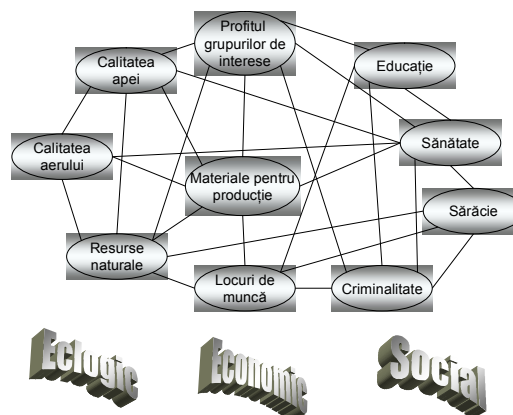 Profitul
grupurilor de
interese
Calitatea
apei
Educație
Calitatea
aerului
Sănătate
Materiale pentru
producție
Sărăcie
Resurse
naturale
Locuri de
muncă
Criminalitate
Eclogic
Economic
Social